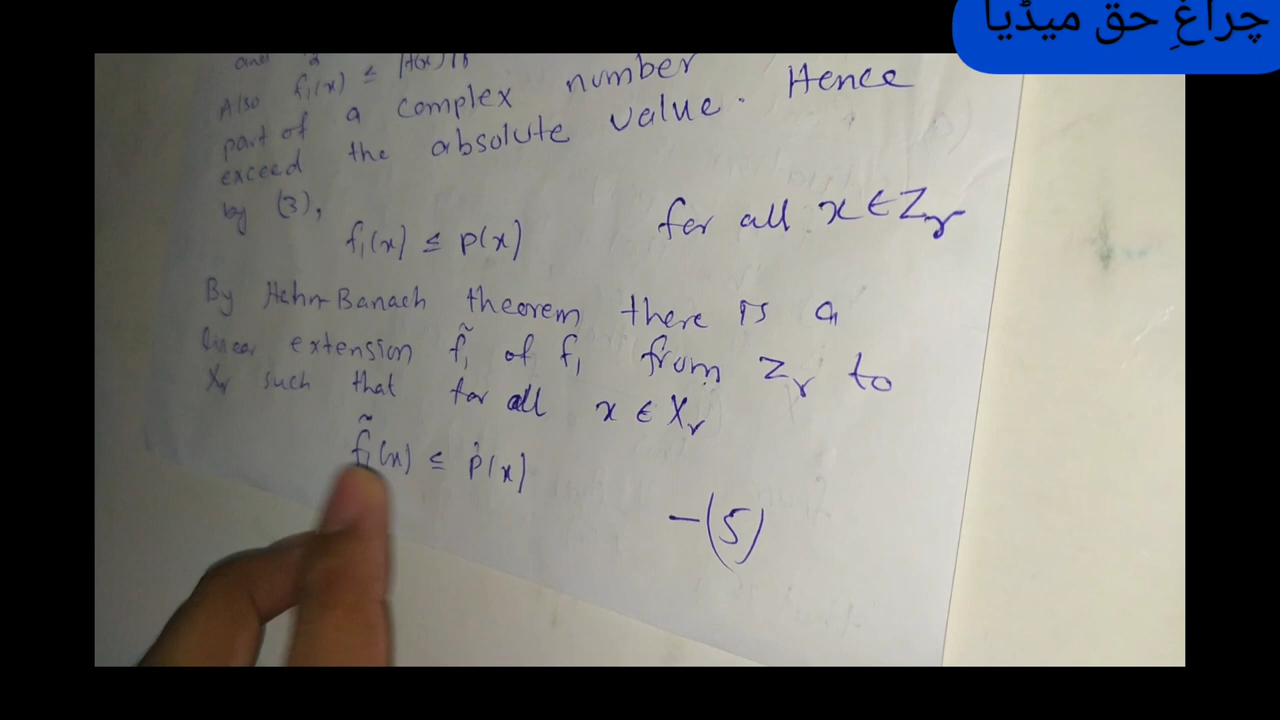 چراغِ حق میڈیا
and
Also f₁(x) ≤ |f(x)|
part of a complex number
exceed the absolute value. Hence
by (3),
f₁(x) ≤ p(x) for all x ∈ Zᵣ
By Hahn-Banach theorem there is a
linear extension f̃₁ of f₁ from Zᵣ to
Xᵣ such that for all x ∈ Xᵣ
f̃₁(x) ≤ p(x)
—(5)